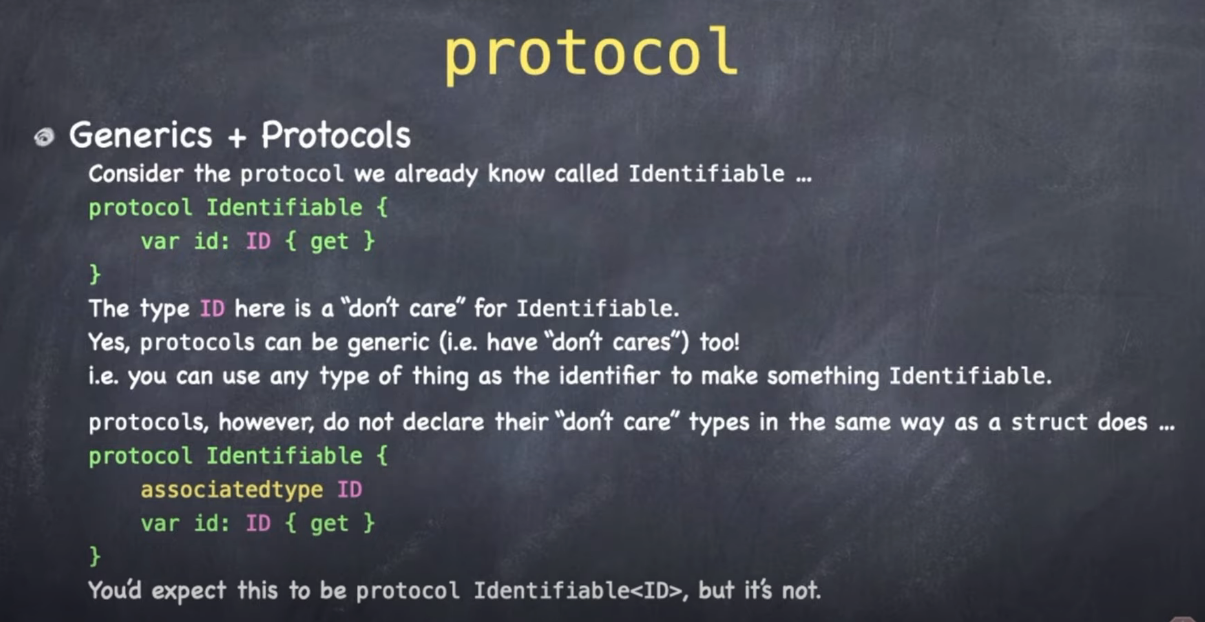 protocol
Generics + Protocols
Consider the protocol we already know called Identifiable ...
protocol Identifiable {
    var id: ID { get }
}
The type ID here is a “don’t care” for Identifiable.
Yes, protocols can be generic (i.e. have “don’t cares”) too!
i.e. you can use any type of thing as the identifier to make something Identifiable.
protocols, however, do not declare their “don’t care” types in the same way as a struct does ...
protocol Identifiable {
    associatedtype ID
    var id: ID { get }
}
You’d expect this to be protocol Identifiable<ID>, but it’s not.